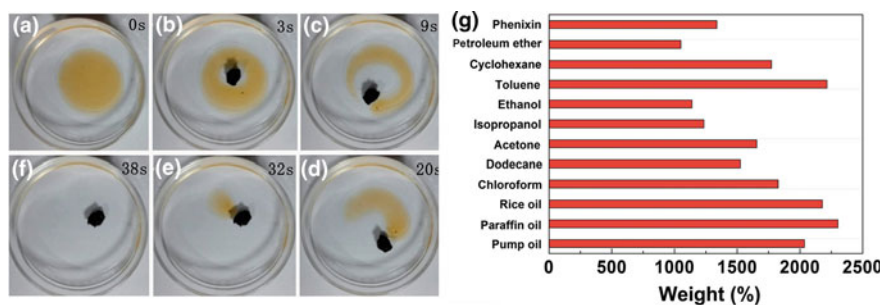 (a) 0s
(b) 3s
(c) 9s
(f) 38s
(e) 32s
(d) 20s
(g)
Phenixin
Petroleum ether
Cyclohexane
Toluene
Ethanol
Isopropanol
Acetone
Dodecane
Chloroform
Rice oil
Paraffin oil
Pump oil
0 500 1000 1500 2000 2500
Weight (%)